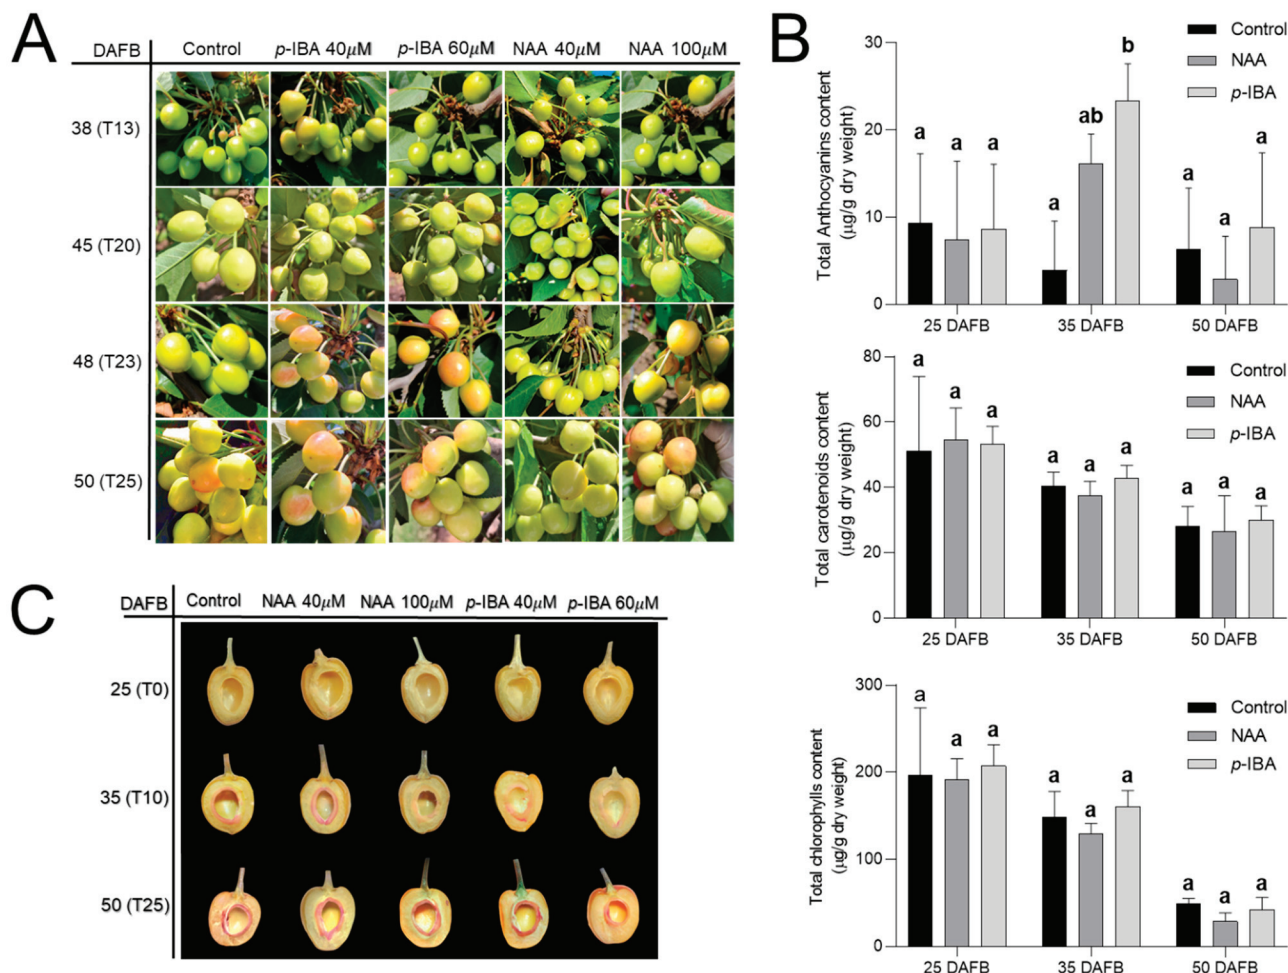 A
DAFB Control p-IBA 40μM p-IBA 60μM NAA 40μM NAA 100μM
38 (T13)
45 (T20)
48 (T23)
50 (T25)
B
Total Anthocyanins content
(μg/g dry weight)
30
20
10
0
a a a
a ab b
a a a
25 DAFB 35 DAFB 50 DAFB
Control
NAA
p-IBA
Total carotenoids content
(μg/g dry weight)
80
60
40
20
0
a a a
a a a
a a a
25 DAFB 35 DAFB 50 DAFB
Control
NAA
p-IBA
Total chlorophylls content
(μg/g dry weight)
300
200
100
0
a a a
a a a
a a a
25 DAFB 35 DAFB 50 DAFB
Control
NAA
p-IBA
C
DAFB Control NAA 40μM NAA 100μM p-IBA 40μM p-IBA 60μM
25 (T0)
35 (T10)
50 (T25)